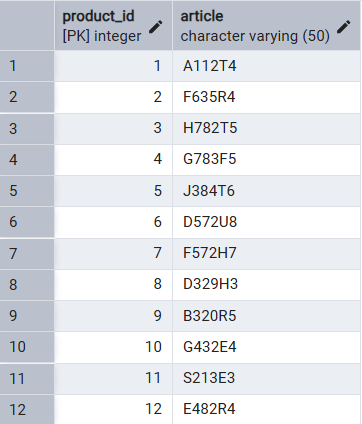 product_id article
[PK] integer character varying (50)
1 1 A112T4
2 2 F635R4
3 3 H782T5
4 4 G783F5
5 5 J384T6
6 6 D572U8
7 7 F572H7
8 8 D329H3
9 9 B320R5
10 10 G432E4
11 11 S213E3
12 12 E482R4